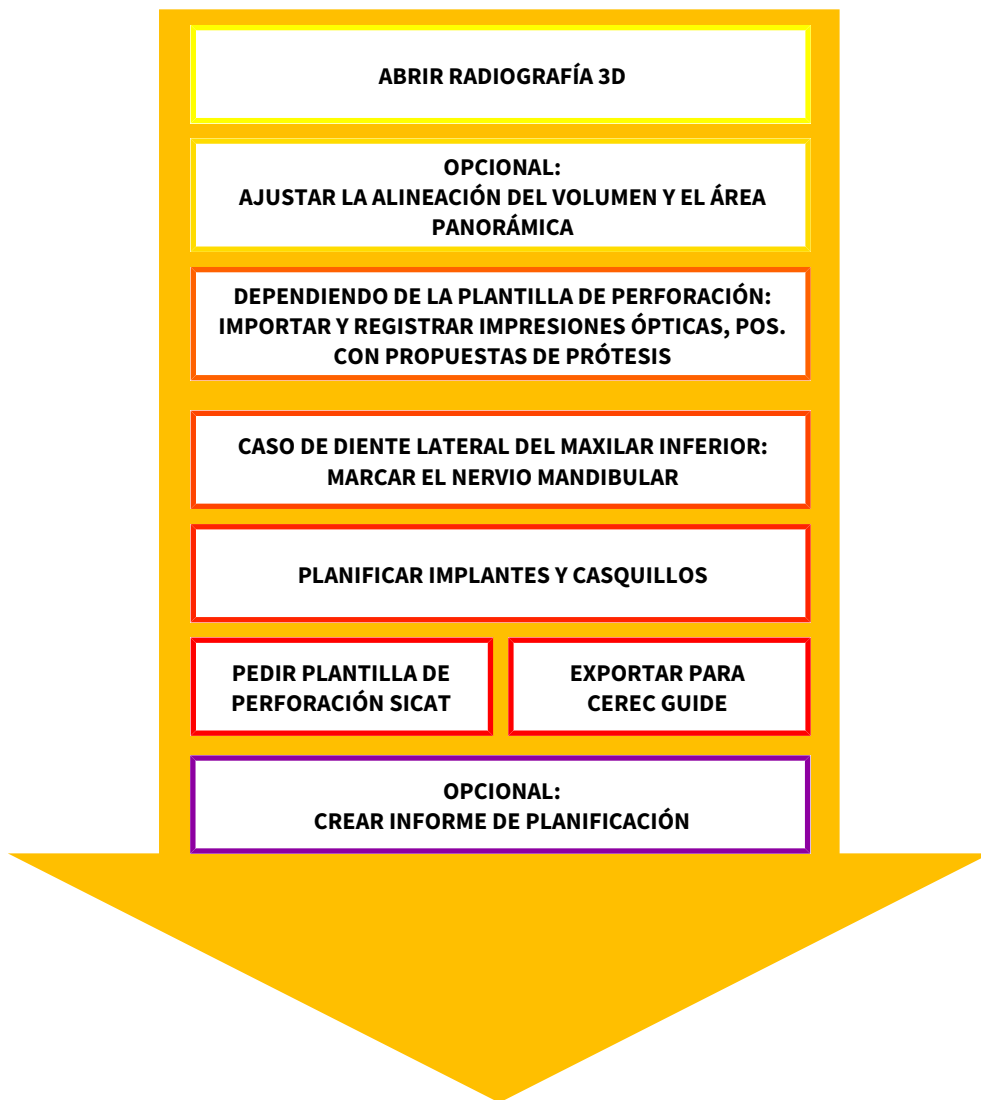 ABRIR RADIOGRAFÍA 3D
OPCIONAL:
AJUSTAR LA ALINEACIÓN DEL VOLUMEN Y EL ÁREA
PANORÁMICA
DEPENDIENDO DE LA PLANTILLA DE PERFORACIÓN:
IMPORTAR Y REGISTRAR IMPRESIONES ÓPTICAS, POS.
CON PROPUESTAS DE PRÓTESIS
CASO DE DIENTE LATERAL DEL MAXILAR INFERIOR:
MARCAR EL NERVIO MANDIBULAR
PLANIFICAR IMPLANTES Y CASQUILLOS
PEDIR PLANTILLA DE
PERFORACIÓN SICAT
EXPORTAR PARA
CEREC GUIDE
OPCIONAL:
CREAR INFORME DE PLANIFICACIÓN